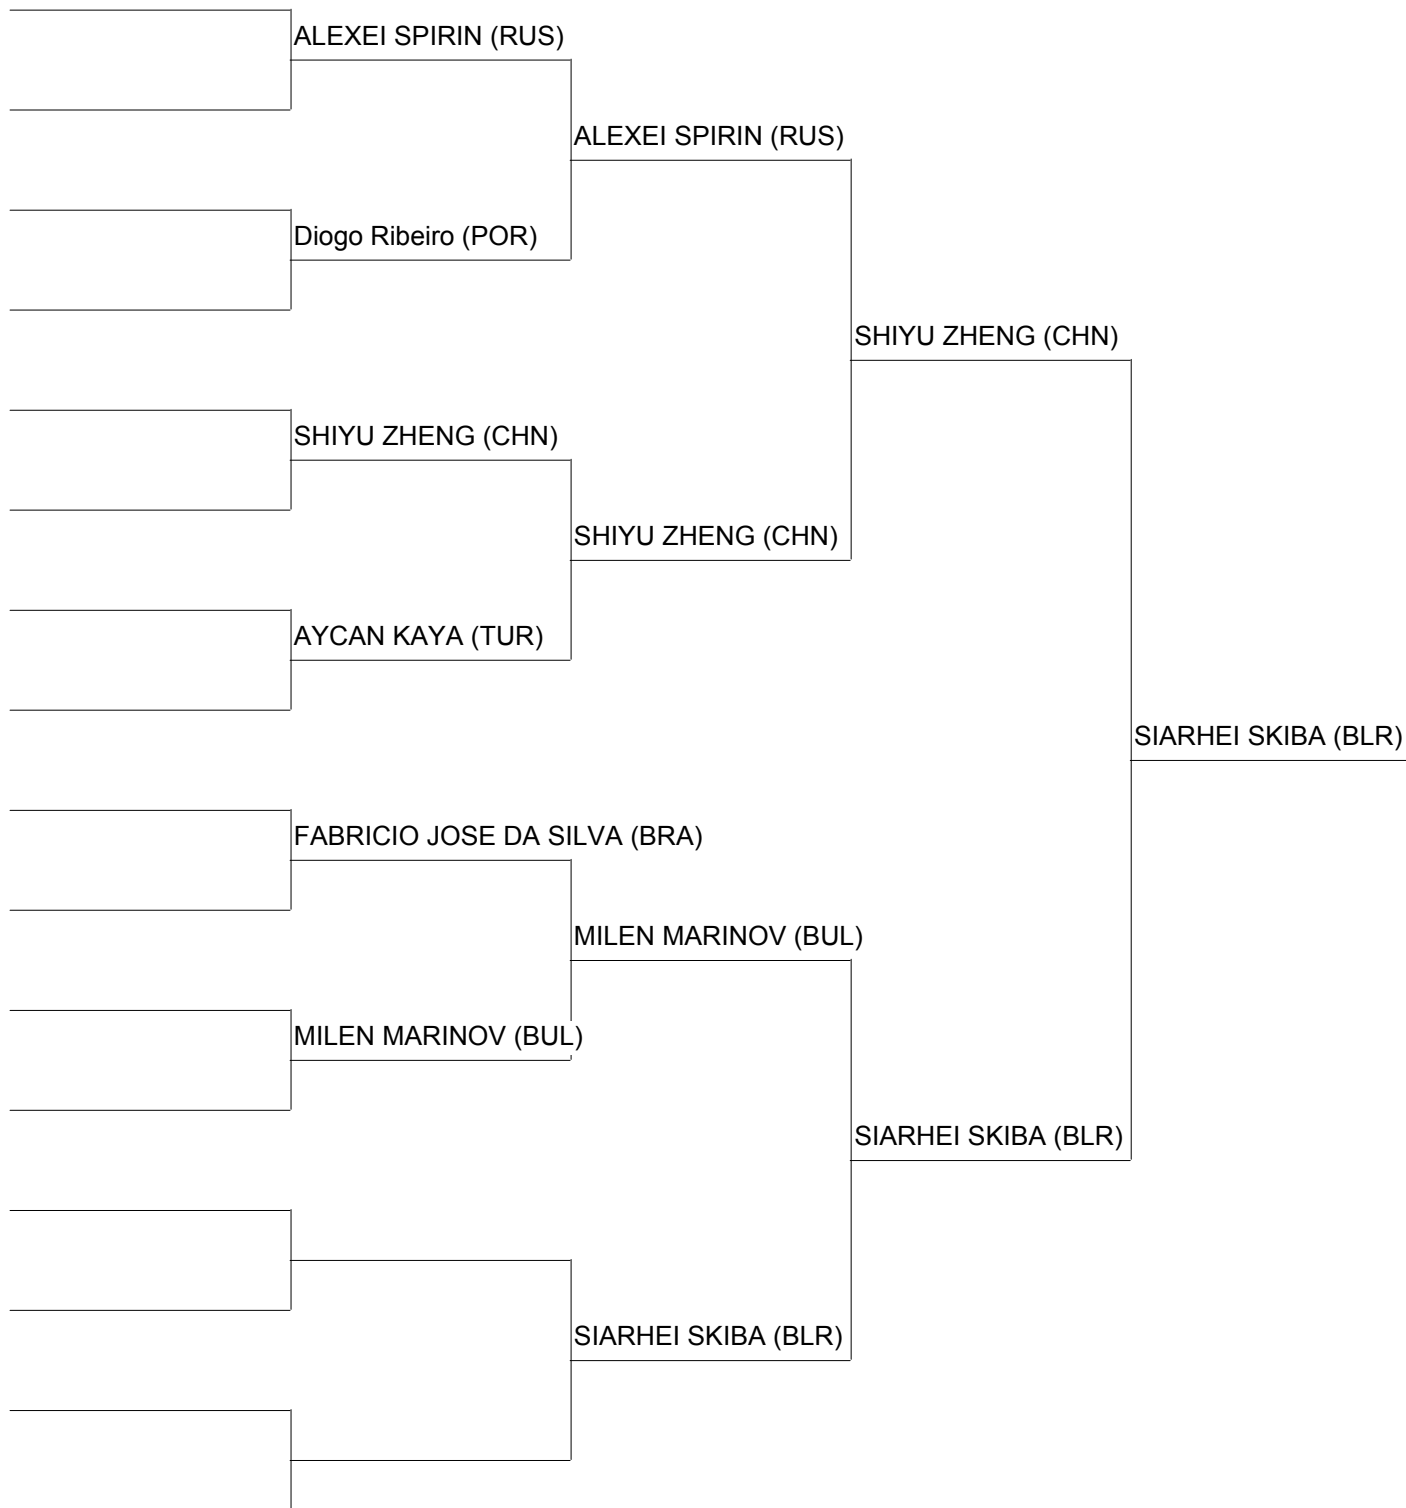 ALEXEI SPIRIN (RUS)
ALEXEI SPIRIN (RUS)
Diogo Ribeiro (POR)
SHIYU ZHENG (CHN)
SHIYU ZHENG (CHN)
SHIYU ZHENG (CHN)
AYCAN KAYA (TUR)
SIARHEI SKIBA (BLR)
FABRICIO JOSE DA SILVA (BRA)
MILEN MARINOV (BUL)
MILEN MARINOV (BUL)
SIARHEI SKIBA (BLR)
SIARHEI SKIBA (BLR)